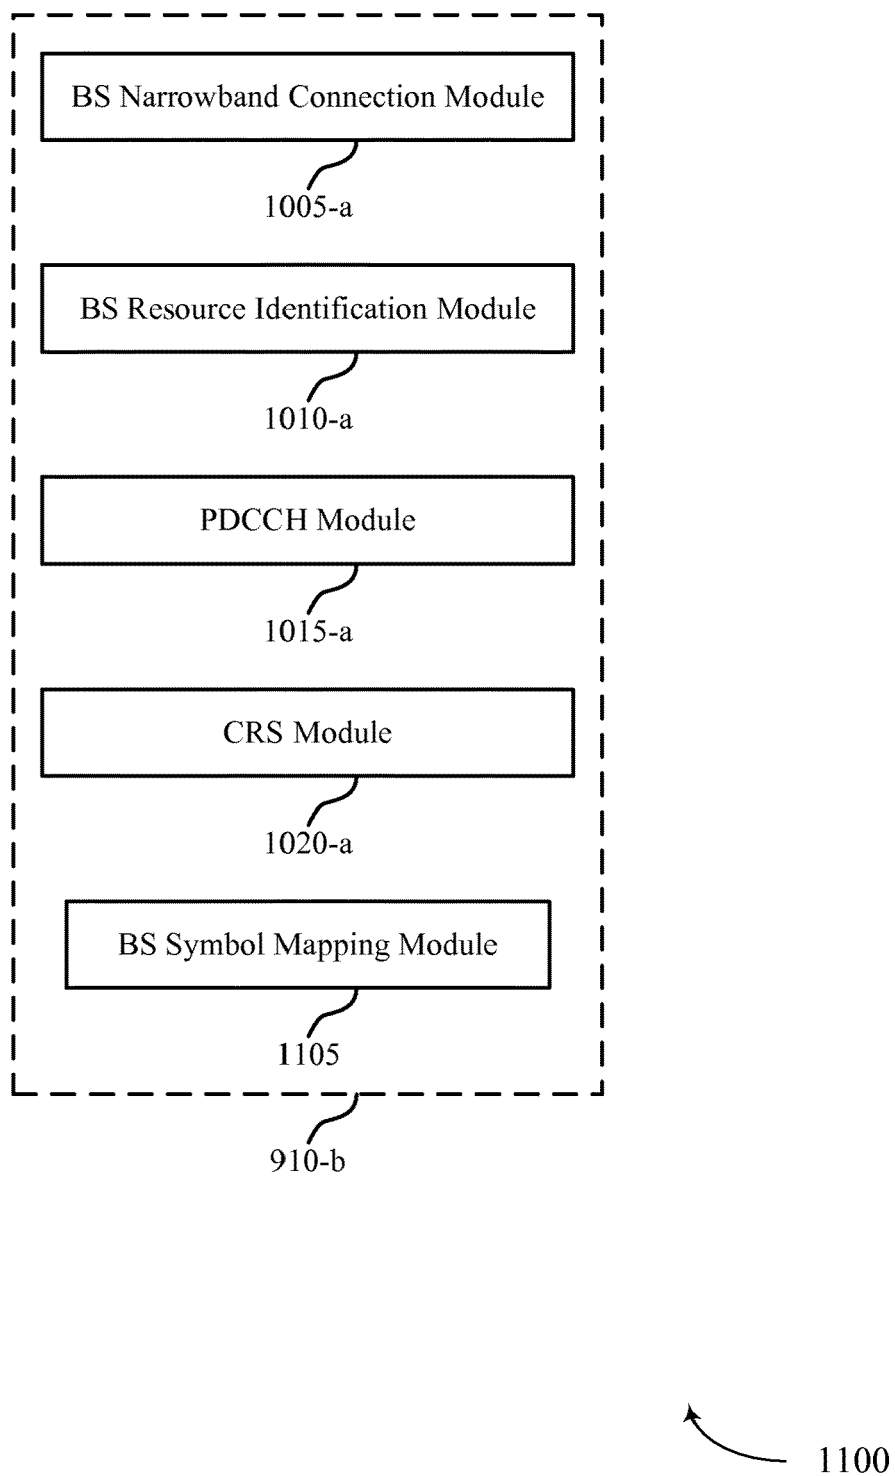 BS Narrowband Connection Module
1005-a
BS Resource Identification Module
1010-a
PDCCH Module
1015-a
CRS Module
1020-a
BS Symbol Mapping Module
1105
910-b
1100